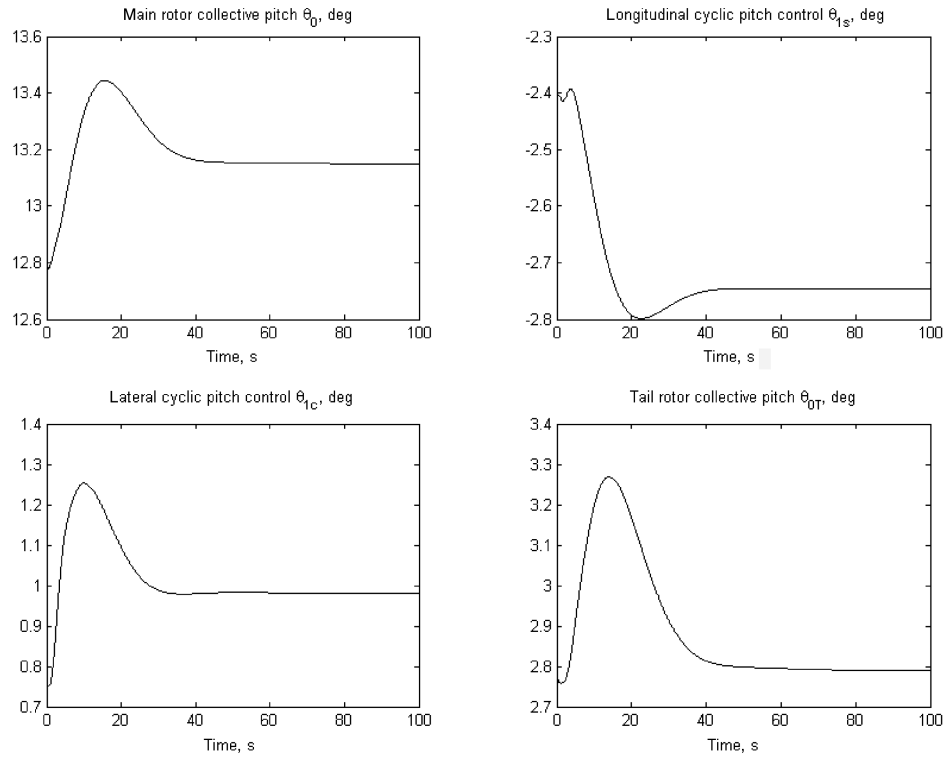 Main rotor collective pitch θ0, deg
13.6
13.4
13.2
13
12.8
12.6
0 20 40 60 80 100
Time, s
Longitudinal cyclic pitch control θ1s, deg
-2.3
-2.4
-2.5
-2.6
-2.7
-2.8
0 20 40 60 80 100
Time, s
Lateral cyclic pitch control θ1c, deg
1.4
1.3
1.2
1.1
1
0.9
0.8
0.7
0 20 40 60 80 100
Time, s
Tail rotor collective pitch θ0T, deg
3.4
3.3
3.2
3.1
3
2.9
2.8
2.7
0 20 40 60 80 100
Time, s